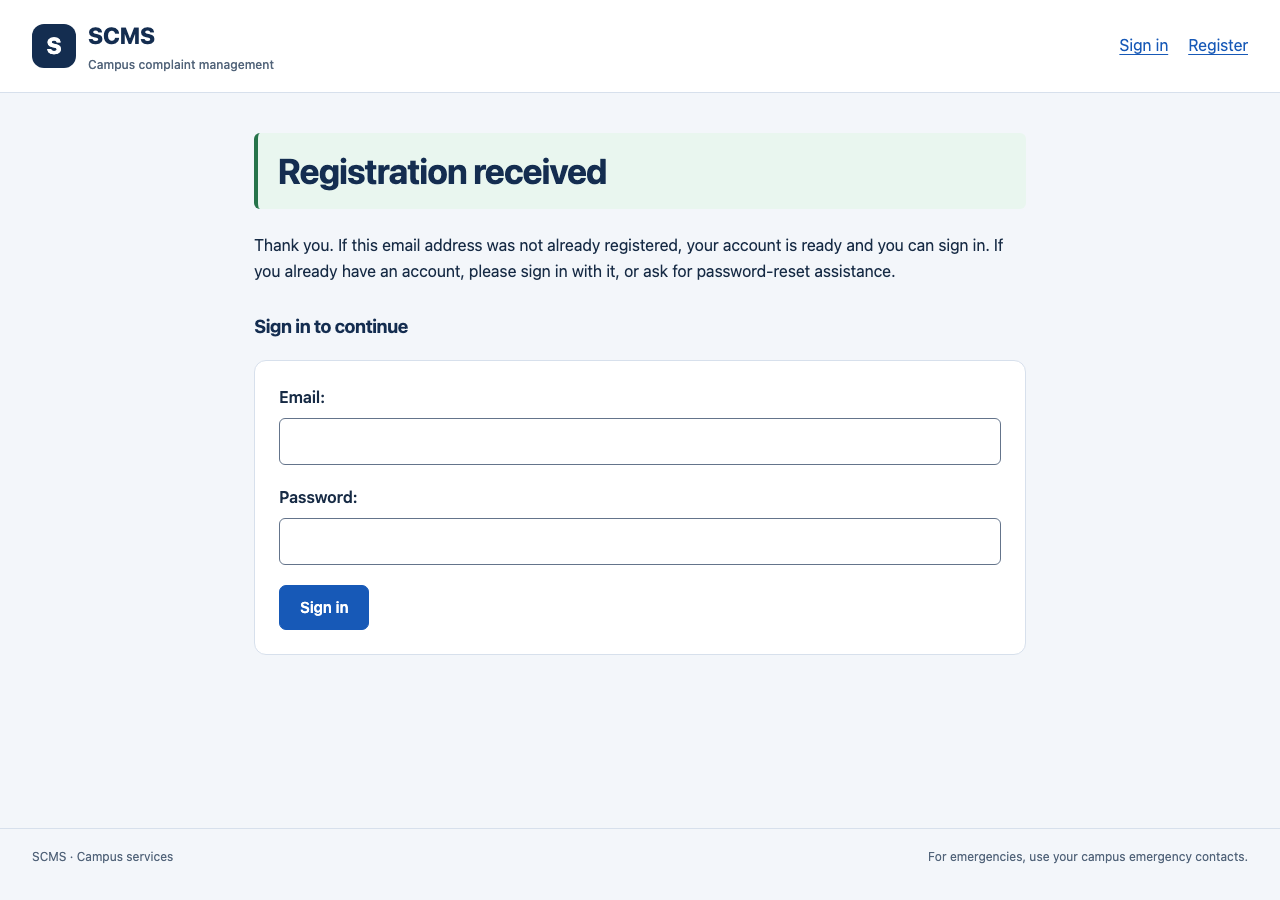 S
SCMS
Campus complaint management
Sign in
Register
Registration received
Thank you. If this email address was not already registered, your account is ready and you can sign in. If
you already have an account, please sign in with it, or ask for password-reset assistance.
Sign in to continue
Email:
Password:
Sign in
SCMS · Campus services
For emergencies, use your campus emergency contacts.